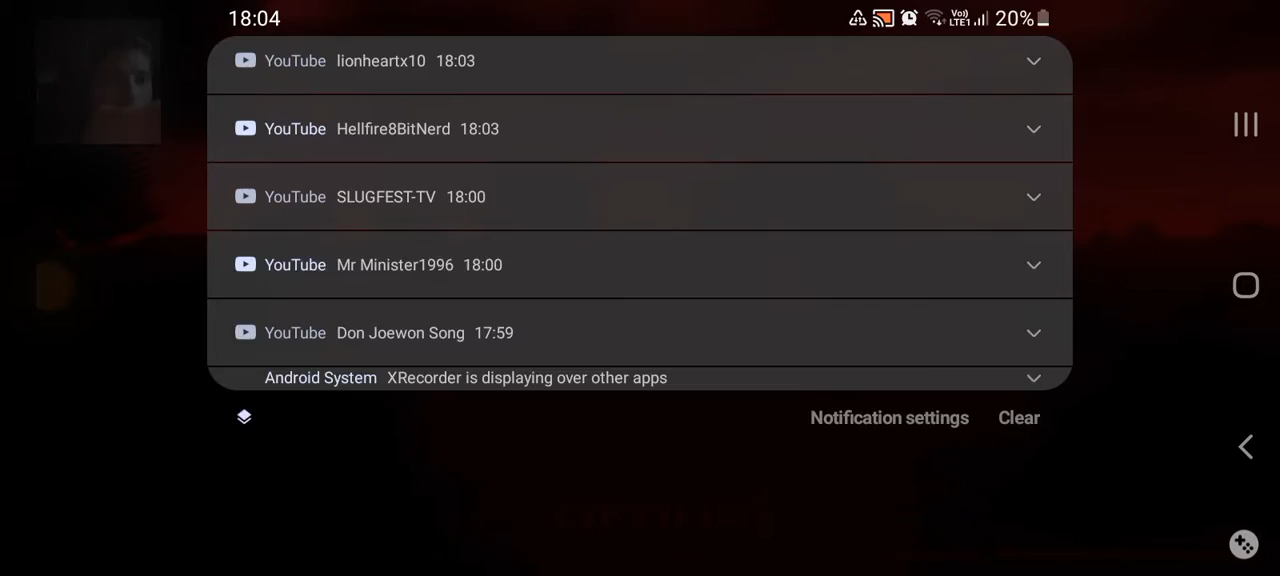 18:04 Vo)) LTE1 20%
YouTube lionheartx10 18:03
YouTube Hellfire8BitNerd 18:03
YouTube SLUGFEST-TV 18:00
YouTube Mr Minister1996 18:00
YouTube Don Joewon Song 17:59
Android System XRecorder is displaying over other apps
Notification settings Clear